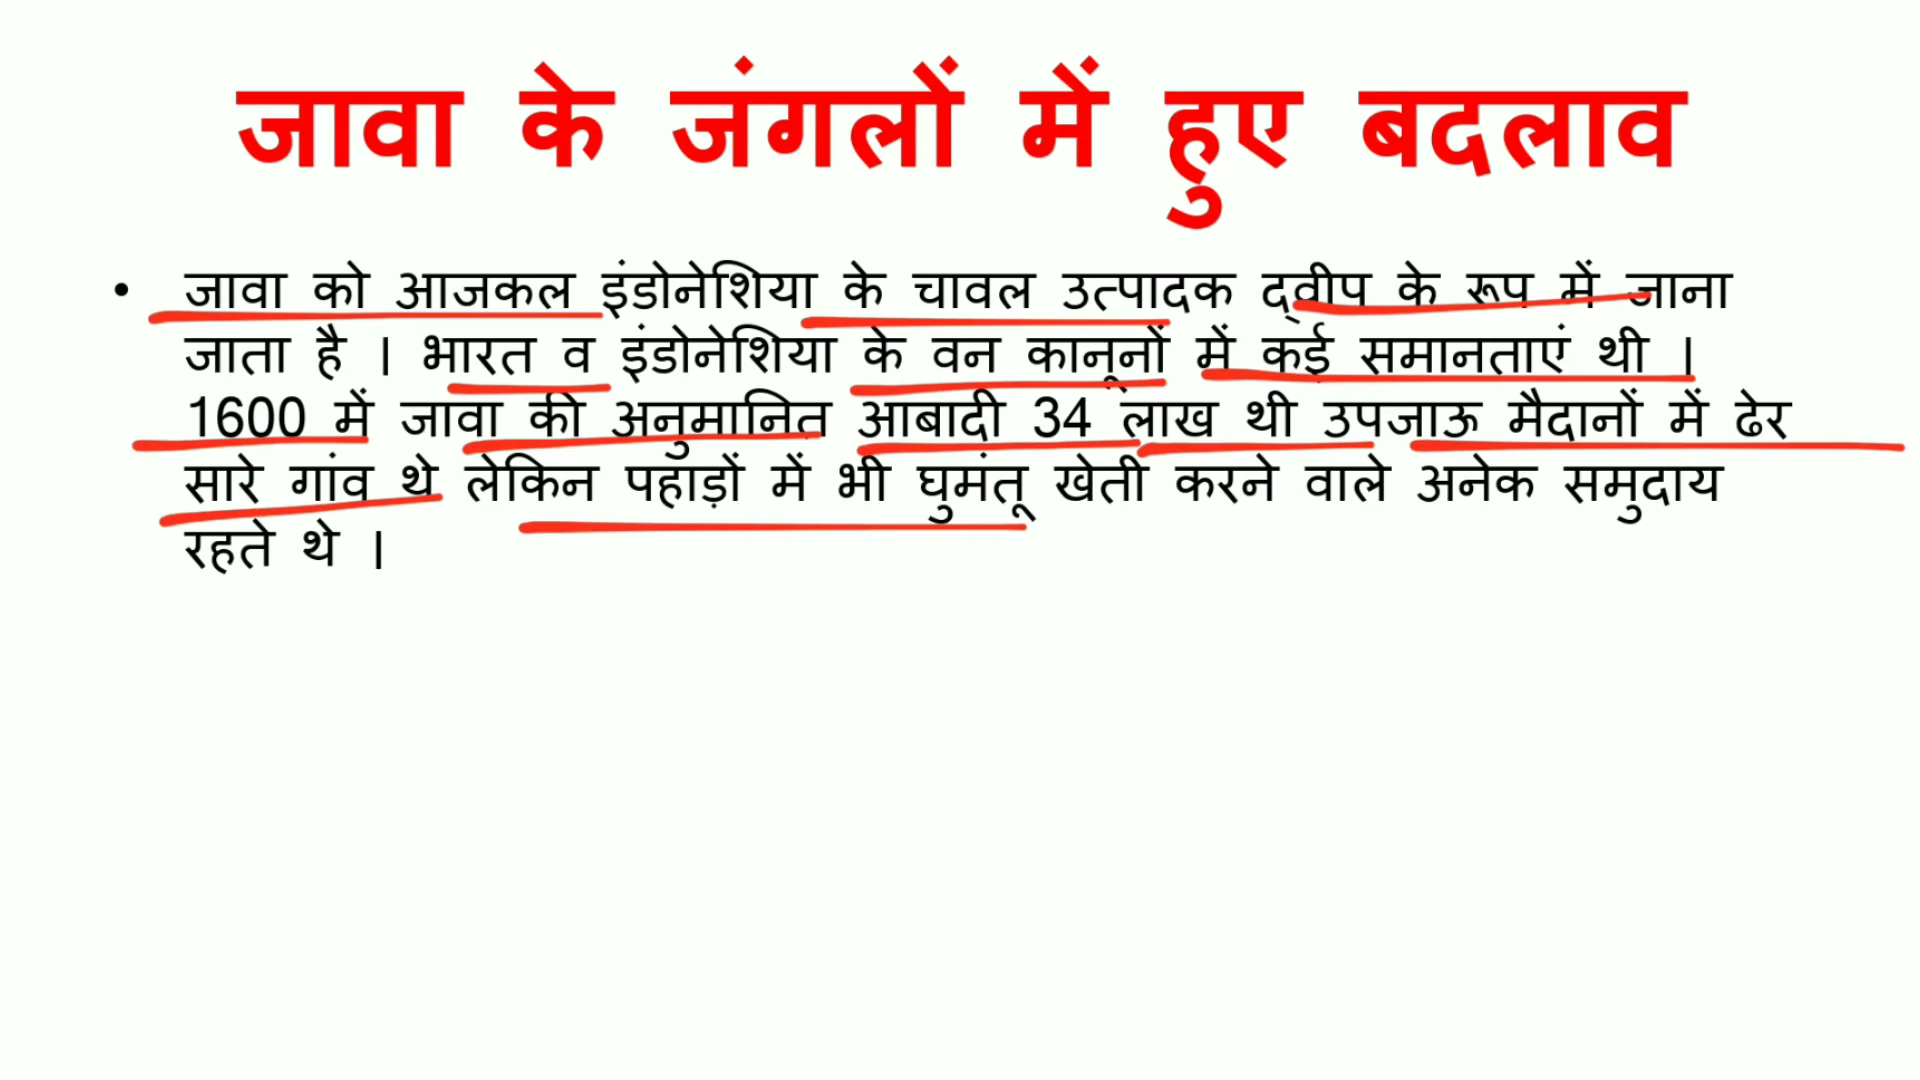 जावा के जंगलों में हुए बदलाव
• जावा को आजकल इंडोनेशिया के चावल उत्पादक द्वीप के रूप में जाना
जाता है । भारत व इंडोनेशिया के वन कानूनों में कई समानताएं थी ।
1600 में जावा की अनुमानित आबादी 34 लाख थी उपजाऊ मैदानों में ढेर
सारे गांव थे लेकिन पहाड़ों में भी घुमंतू खेती करने वाले अनेक समुदाय
रहते थे ।